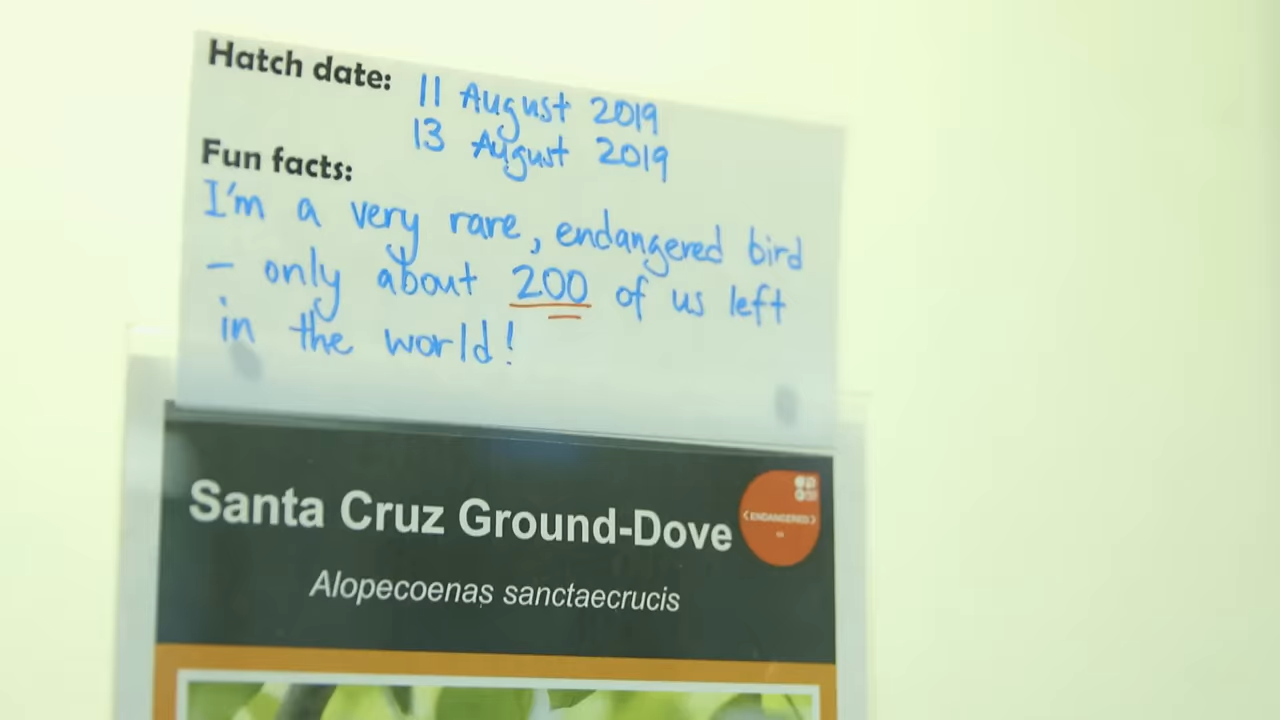 Hatch date: 11 August 2019
13 August 2019
Fun facts:
I'm a very rare, endangered bird
- only about 200 of us left
in the world!
Santa Cruz Ground-Dove
<ENDANGERED>
Alopecoenas sanctaecrucis